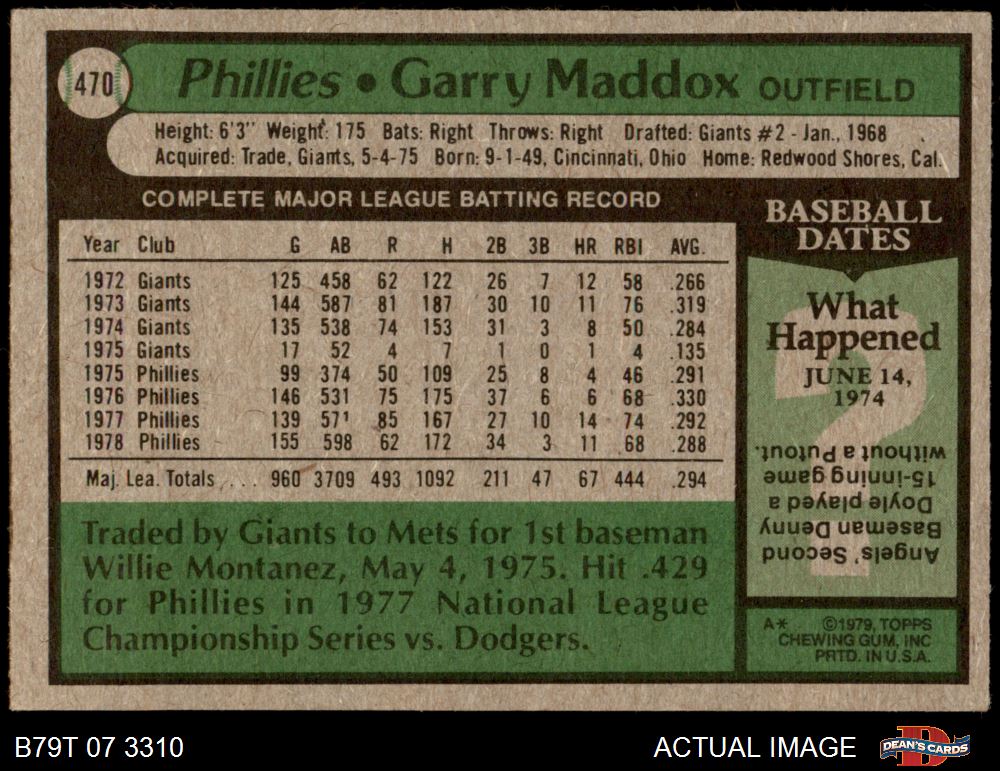 470
Phillies • Garry Maddox OUTFIELD
Height: 6'3" Weight: 175 Bats: Right Throws: Right Drafted: Giants #2 - Jan., 1968
Acquired: Trade, Giants, 5-4-75 Born: 9-1-49, Cincinnati, Ohio Home: Redwood Shores, Cal.
COMPLETE MAJOR LEAGUE BATTING RECORD
Year Club G AB R H 2B 3B HR RBI AVG.
1972 Giants 125 458 62 122 26 7 12 58 .266
1973 Giants 144 587 81 187 30 10 11 76 .319
1974 Giants 135 538 74 153 31 3 8 50 .284
1975 Giants 17 52 4 7 1 0 1 4 .135
1975 Phillies 99 374 50 109 25 8 4 46 .291
1976 Phillies 146 531 75 175 37 6 6 68 .330
1977 Phillies 139 571 85 167 27 10 14 74 .292
1978 Phillies 155 598 62 172 34 3 11 68 .288
Maj. Lea. Totals . . . . 960 3709 493 1092 211 47 67 444 .294
Traded by Giants to Mets for 1st baseman
Willie Montanez, May 4, 1975. Hit .429
for Phillies in 1977 National League
Championship Series vs. Dodgers.
BASEBALL
DATES
What
Happened
JUNE 14,
1974
Angels' Second
Baseman Denny
Doyle played a
15-inning game
without a Putout.
A* ©1979, TOPPS
CHEWING GUM, INC
PRTD. IN U.S.A.
B79T 07 3310
ACTUAL IMAGE
DEAN'S CARDS